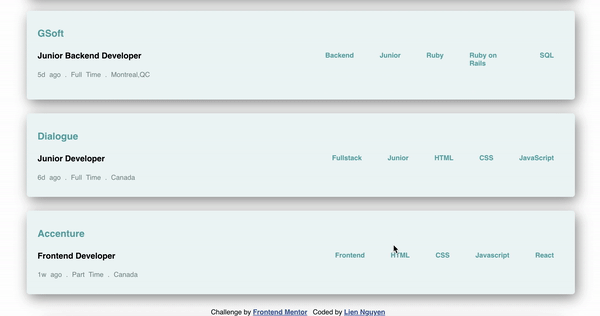 GSoft
Junior Backend Developer
Backend Junior Ruby Ruby on Rails SQL
5d ago . Full Time . Montreal,QC
Dialogue
Junior Developer
Fullstack Junior HTML CSS JavaScript
6d ago . Full Time . Canada
Accenture
Frontend Developer
Frontend HTML CSS Javascript React
1w ago . Part Time . Canada
Challenge by Frontend Mentor Coded by Lien Nguyen